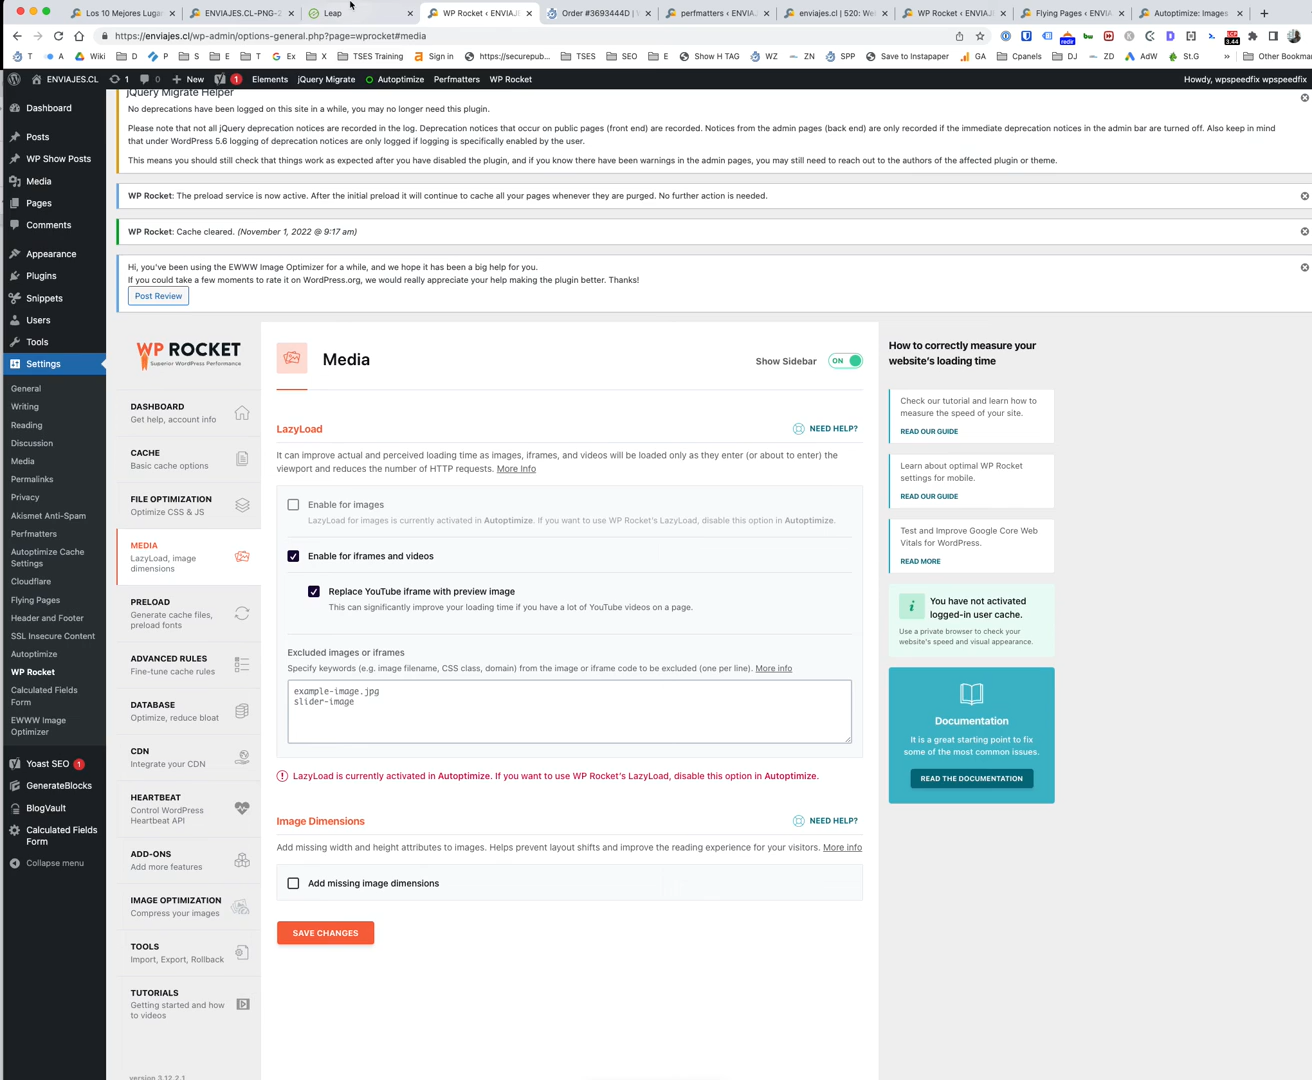 Los 10 Mejores Lugar
ENVIAJES.CL-PNG-2
Leap
WP Rocket ‹ ENVIAJE
Order #3693444D | W
perfmatters ‹ ENVIA
enviajes.cl | 520: We
WP Rocket ‹ ENVIAJ
Flying Pages ‹ ENVI
Autoptimize: Images
https://enviajes.cl/wp-admin/options-general.php?page=wprocket#media
T
A
Wiki
D
P
S
E
T
Ex
X
TSES Training
Sign in
https://securepub...
TSES
SEO
Show H TAG
WZ
ZN
SPP
Save to Instapaper
GA
Cpanels
DJ
ZD
AdW
St.G
»
Other Bookmar
ENVIAJES.CL
1
0
New
1
Elements
jQuery Migrate
Autoptimize
Perfmatters
WP Rocket
Howdy, wpspeedfix wpspeedfix
Dashboard
Posts
WP Show Posts
Media
Pages
Comments
Appearance
Plugins
Snippets
Users
Tools
Settings
General
Writing
Reading
Discussion
Media
Permalinks
Privacy
Akismet Anti-Spam
Perfmatters
Autoptimize Cache
Settings
Cloudflare
Flying Pages
Header and Footer
SSL Insecure Content
Autoptimize
WP Rocket
Calculated Fields
Form
EWWW Image
Optimizer
Yoast SEO 1
GenerateBlocks
BlogVault
Calculated Fields
Form
Collapse menu
jQuery Migrate Helper
No deprecations have been logged on this site in a while, you may no longer need this plugin.
Please note that not all jQuery deprecation notices are recorded in the log. Deprecation notices that occur on public pages (front end) are recorded. Notices from the admin pages (back end) are only recorded if the immediate deprecation notices in the admin bar are turned off. Also keep in mind
that under WordPress 5.6 logging of deprecation notices are only logged if logging is specifically enabled by the user.
This means you should still check that things work as expected after you have disabled the plugin, and if you know there have been warnings in the admin pages, you may still need to reach out to the authors of the affected plugin or theme.
WP Rocket: The preload service is now active. After the initial preload it will continue to cache all your pages whenever they are purged. No further action is needed.
WP Rocket: Cache cleared. (November 1, 2022 @ 9:17 am)
Hi, you've been using the EWWW Image Optimizer for a while, and we hope it has been a big help for you.
If you could take a few moments to rate it on WordPress.org, we would really appreciate your help making the plugin better. Thanks!
Post Review
WP ROCKET
Superior WordPress Performance
DASHBOARD
Get help, account info
CACHE
Basic cache options
FILE OPTIMIZATION
Optimize CSS & JS
MEDIA
LazyLoad, image
dimensions
PRELOAD
Generate cache files,
preload fonts
ADVANCED RULES
Fine-tune cache rules
DATABASE
Optimize, reduce bloat
CDN
Integrate your CDN
HEARTBEAT
Control WordPress
Heartbeat API
ADD-ONS
Add more features
IMAGE OPTIMIZATION
Compress your images
TOOLS
Import, Export, Rollback
TUTORIALS
Getting started and how
to videos
version 3.12.2.1
Media
Show Sidebar
ON
LazyLoad
NEED HELP?
It can improve actual and perceived loading time as images, iframes, and videos will be loaded only as they enter (or about to enter) the
viewport and reduces the number of HTTP requests. More info
Enable for images
LazyLoad for images is currently activated in Autoptimize. If you want to use WP Rocket's LazyLoad, disable this option in Autoptimize.
Enable for iframes and videos
Replace YouTube iframe with preview image
This can significantly improve your loading time if you have a lot of YouTube videos on a page.
Excluded images or iframes
Specify keywords (e.g. image filename, CSS class, domain) from the image or iframe code to be excluded (one per line). More info
example-image.jpg
slider-image
LazyLoad is currently activated in Autoptimize. If you want to use WP Rocket's LazyLoad, disable this option in Autoptimize.
Image Dimensions
NEED HELP?
Add missing width and height attributes to images. Helps prevent layout shifts and improve the reading experience for your visitors. More info
Add missing image dimensions
SAVE CHANGES
How to correctly measure your
website's loading time
Check our tutorial and learn how to
measure the speed of your site.
READ OUR GUIDE
Learn about optimal WP Rocket
settings for mobile.
READ OUR GUIDE
Test and Improve Google Core Web
Vitals for WordPress.
READ MORE
You have not activated
logged-in user cache.
Use a private browser to check your
website's speed and visual appearance.
Documentation
It is a great starting point to fix
some of the most common issues.
READ THE DOCUMENTATION